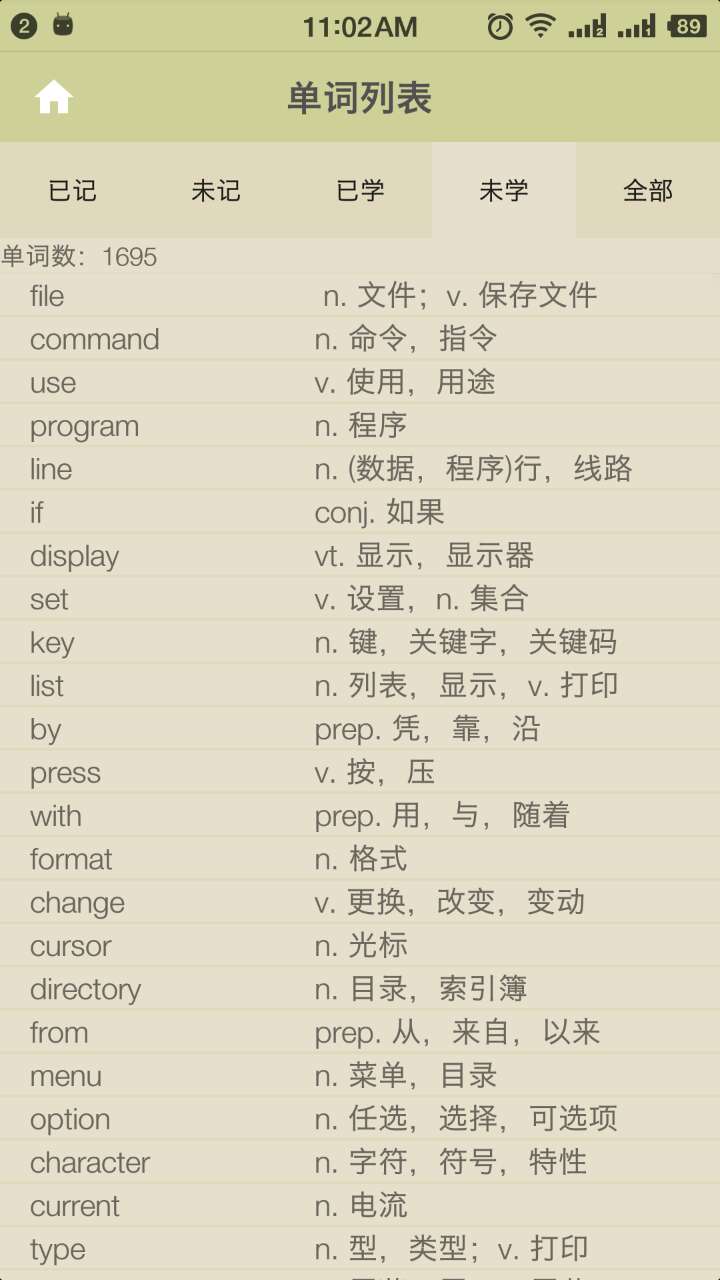 2 11:02AM 2 1 89
单词列表
已记 未记 已学 未学 全部
单词数：1695
file n. 文件；v. 保存文件
command n. 命令，指令
use v. 使用，用途
program n. 程序
line n. (数据，程序)行，线路
if conj. 如果
display vt. 显示，显示器
set v. 设置，n. 集合
key n. 键，关键字，关键码
list n. 列表，显示，v. 打印
by prep. 凭，靠，沿
press v. 按，压
with prep. 用，与，随着
format n. 格式
change v. 更换，改变，变动
cursor n. 光标
directory n. 目录，索引簿
from prep. 从，来自，以来
menu n. 菜单，目录
option n. 任选，选择，可选项
character n. 字符，符号，特性
current n. 电流
type n. 型，类型；v. 打印